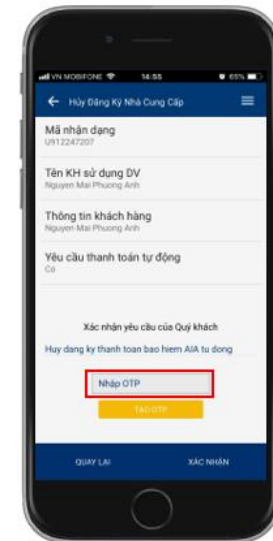 VN MOBIFONE 14:55 65%
Hủy Đăng Ký Nhà Cung Cấp
Mã nhận dạng
U912247207
Tên KH sử dụng DV
Nguyen Mai Phuong Anh
Thông tin khách hàng
Nguyen Mai Phuong Anh
Yêu cầu thanh toán tự động
Có
Xác nhận yêu cầu của Quý khách
Huy dang ky thanh toan bao hiem AIA tu dong
Nhập OTP
TẠO OTP
QUAY LẠI XÁC NHẬN